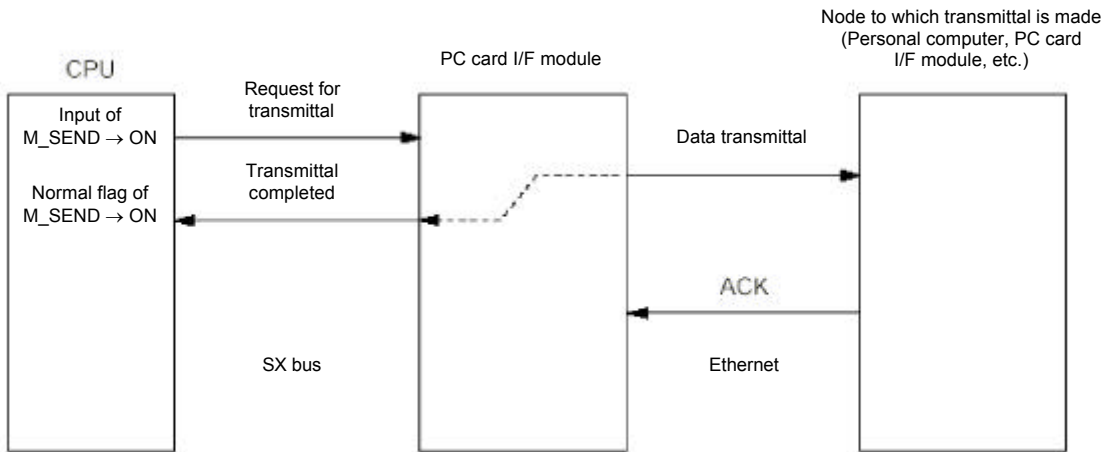 Node to which transmittal is made
(Personal computer, PC card
I/F module, etc.)
CPU
PC card I/F module
Input of
M_SEND → ON
Request for
transmittal
Data transmittal
Normal flag of
M_SEND → ON
Transmittal
completed
ACK
SX bus
Ethernet